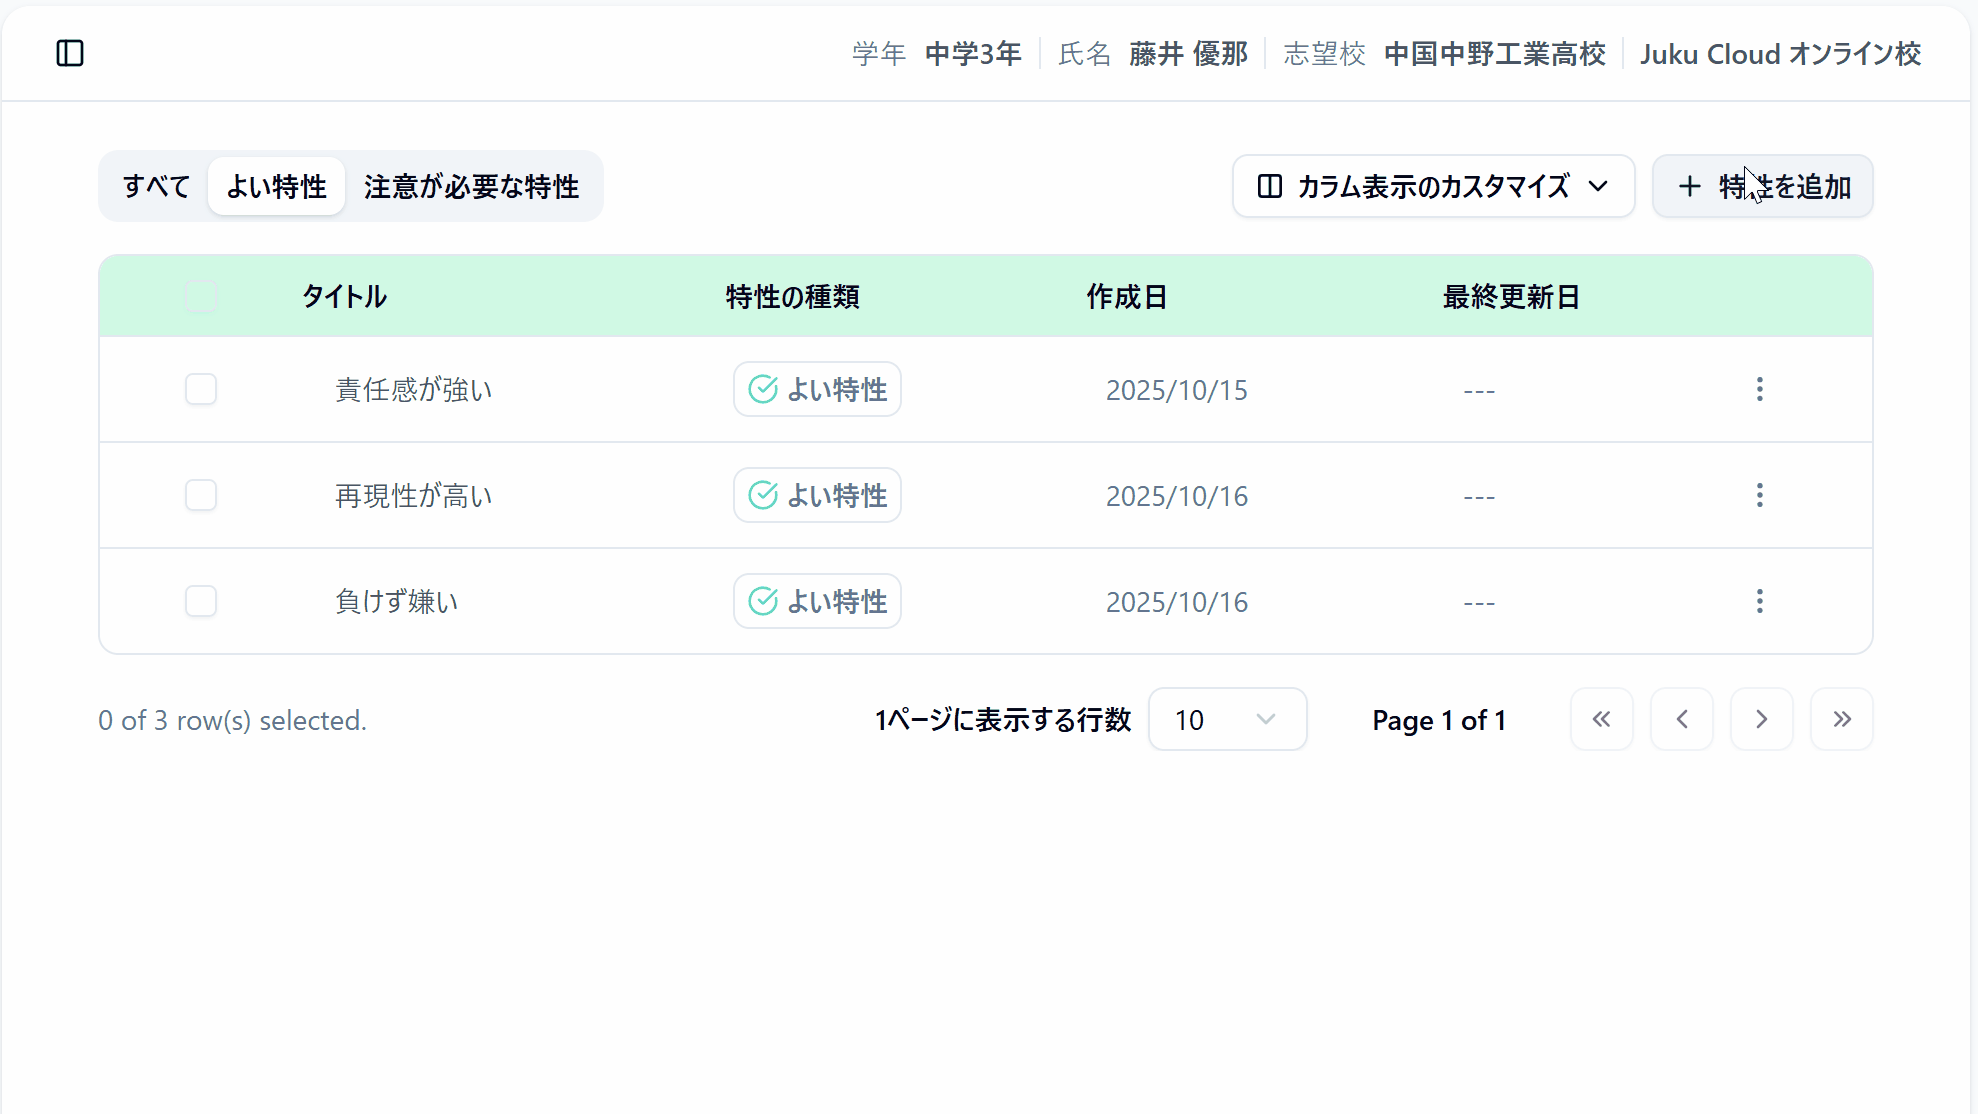 学年 中学3年 氏名 藤井 優那 志望校 中国中野工業高校 Juku Cloud オンライン校
すべて よい特性 注意が必要な特性 カラム表示のカスタマイズ 特性を追加
タイトル 特性の種類 作成日 最終更新日
責任感が強い よい特性 2025/10/15 ---
再現性が高い よい特性 2025/10/16 ---
負けず嫌い よい特性 2025/10/16 ---
0 of 3 row(s) selected. 1ページに表示する行数 10 Page 1 of 1